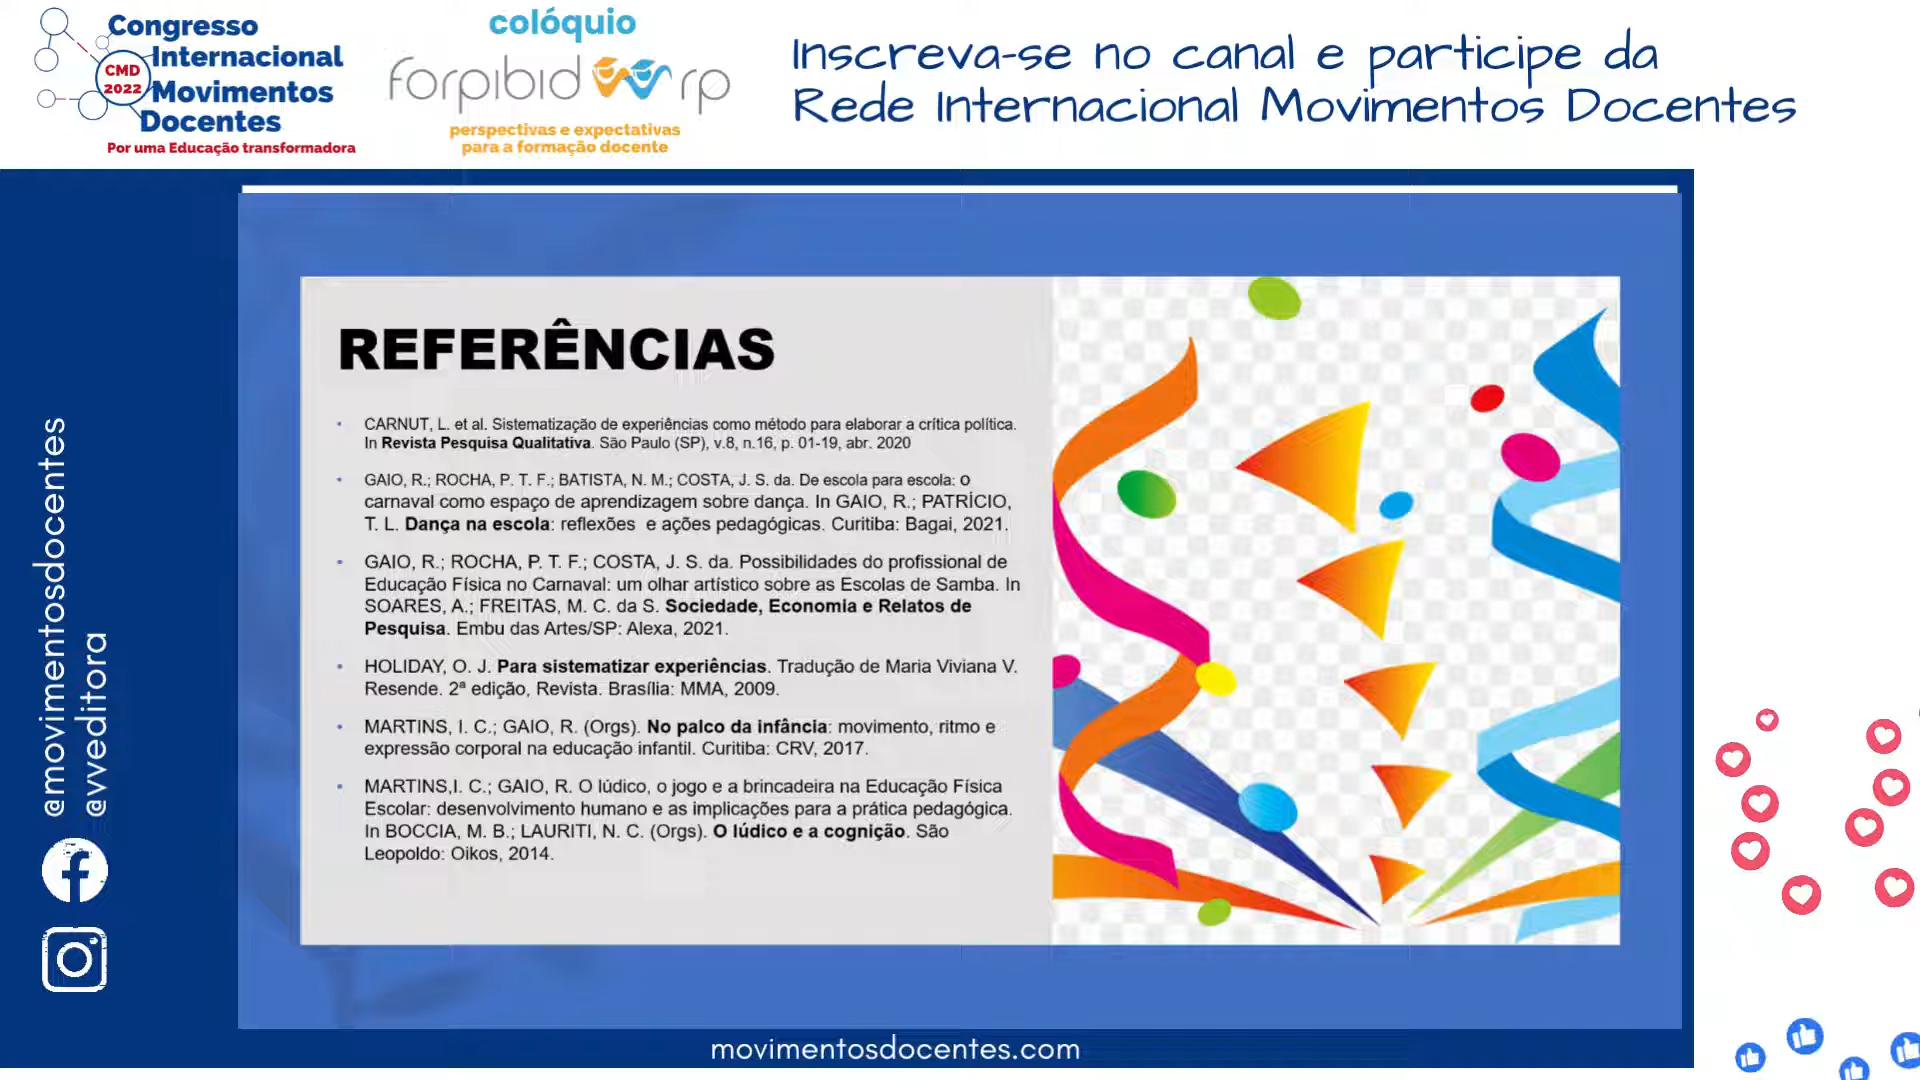 Congresso
Internacional
CMD
2022
Movimentos
Docentes
Por uma Educação transformadora
colóquio
forpibid rp
perspectivas e expectativas
para a formação docente
Inscreva-se no canal e participe da
Rede Internacional Movimentos Docentes
@movimentosdocentes
@vveditora
REFERÊNCIAS
• CARNUT, L. et al. Sistematização de experiências como método para elaborar a crítica política.
In Revista Pesquisa Qualitativa. São Paulo (SP), v.8, n.16, p. 01-19, abr. 2020
• GAIO, R.; ROCHA, P. T. F.; BATISTA, N. M.; COSTA, J. S. da. De escola para escola: o
carnaval como espaço de aprendizagem sobre dança. In GAIO, R.; PATRÍCIO,
T. L. Dança na escola: reflexões e ações pedagógicas. Curitiba: Bagai, 2021.
• GAIO, R.; ROCHA, P. T. F.; COSTA, J. S. da. Possibilidades do profissional de
Educação Física no Carnaval: um olhar artístico sobre as Escolas de Samba. In
SOARES, A.; FREITAS, M. C. da S. Sociedade, Economia e Relatos de
Pesquisa. Embu das Artes/SP: Alexa, 2021.
• HOLIDAY, O. J. Para sistematizar experiências. Tradução de Maria Viviana V.
Resende. 2ª edição, Revista. Brasília: MMA, 2009.
• MARTINS, I. C.; GAIO, R. (Orgs). No palco da infância: movimento, ritmo e
expressão corporal na educação infantil. Curitiba: CRV, 2017.
• MARTINS,I. C.; GAIO, R. O lúdico, o jogo e a brincadeira na Educação Física
Escolar: desenvolvimento humano e as implicações para a prática pedagógica.
In BOCCIA, M. B.; LAURITI, N. C. (Orgs). O lúdico e a cognição. São
Leopoldo: Oikos, 2014.
movimentosdocentes.com